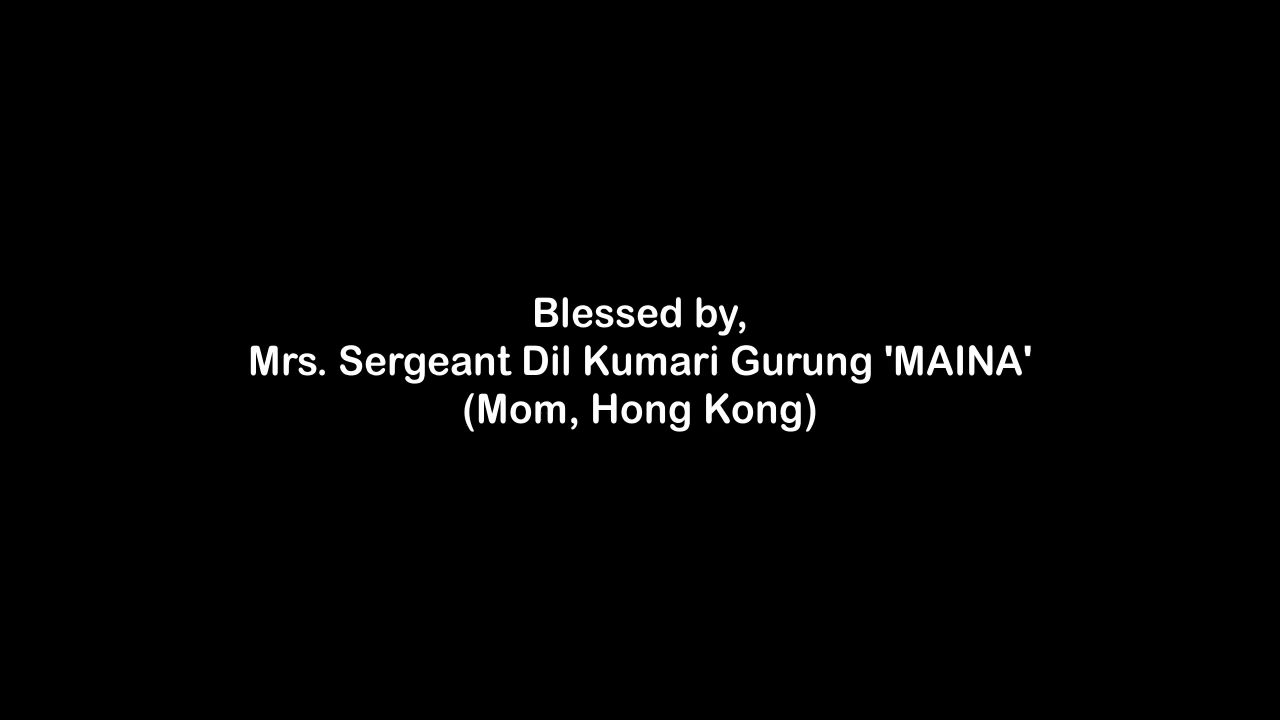 Blessed by,
Mrs. Sergeant Dil Kumari Gurung 'MAINA'
(Mom, Hong Kong)